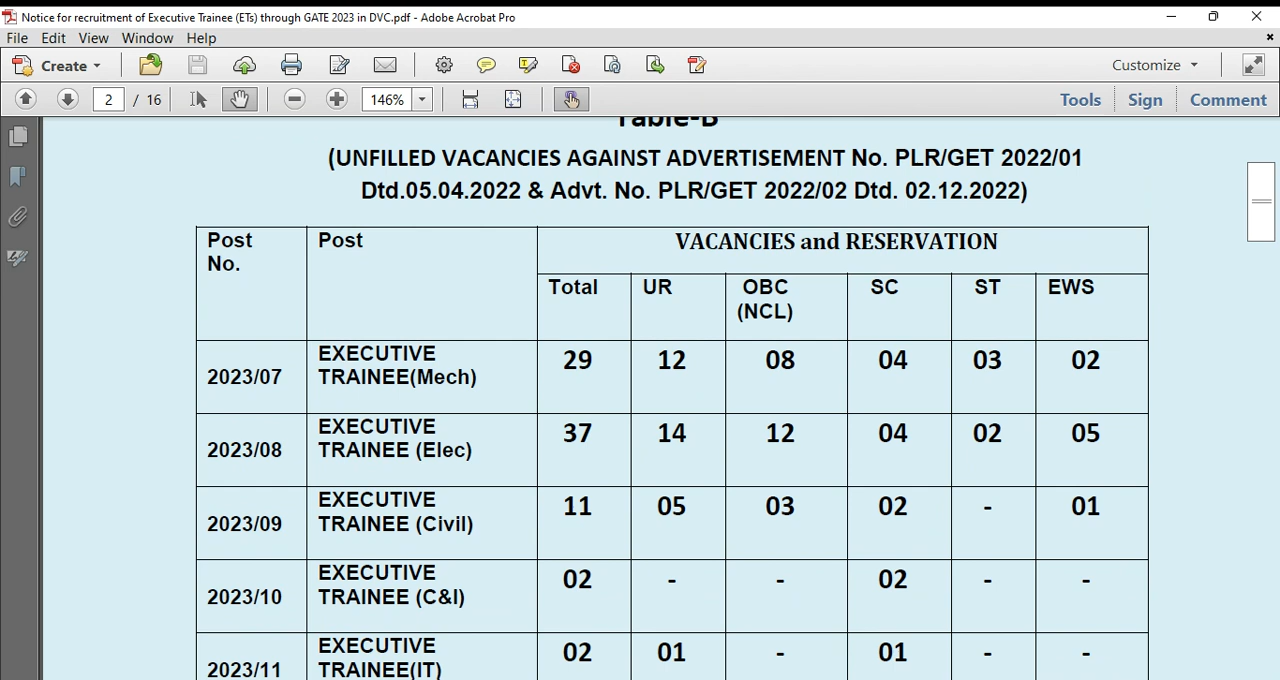 Notice for recruitment of Executive Trainee (ETs) through GATE 2023 in DVC.pdf - Adobe Acrobat Pro
File Edit View Window Help
Create Customize
2 / 16 146% Tools Sign Comment
Table-B
(UNFILLED VACANCIES AGAINST ADVERTISEMENT No. PLR/GET 2022/01
Dtd.05.04.2022 & Advt. No. PLR/GET 2022/02 Dtd. 02.12.2022)
Post No. Post VACANCIES and RESERVATION
Total UR OBC (NCL) SC ST EWS
2023/07 EXECUTIVE TRAINEE(Mech) 29 12 08 04 03 02
2023/08 EXECUTIVE TRAINEE (Elec) 37 14 12 04 02 05
2023/09 EXECUTIVE TRAINEE (Civil) 11 05 03 02 - 01
2023/10 EXECUTIVE TRAINEE (C&I) 02 - - 02 - -
2023/11 EXECUTIVE TRAINEE(IT) 02 01 - 01 - -